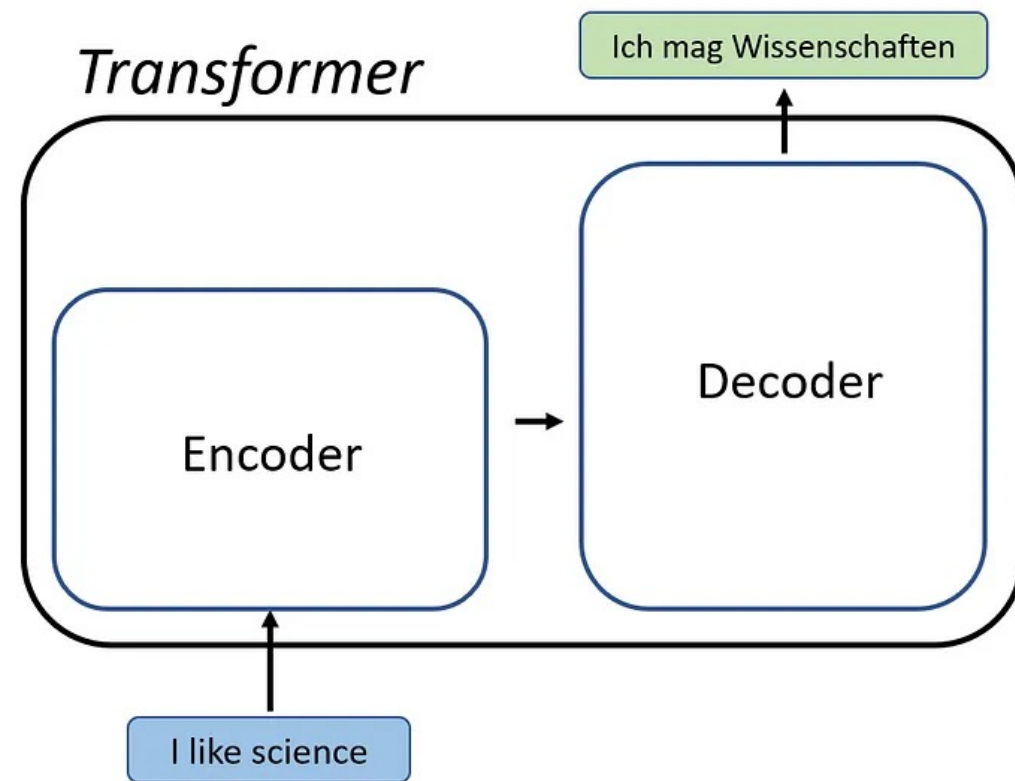 Transformer
Ich mag Wissenschaften
Encoder
Decoder
I like science